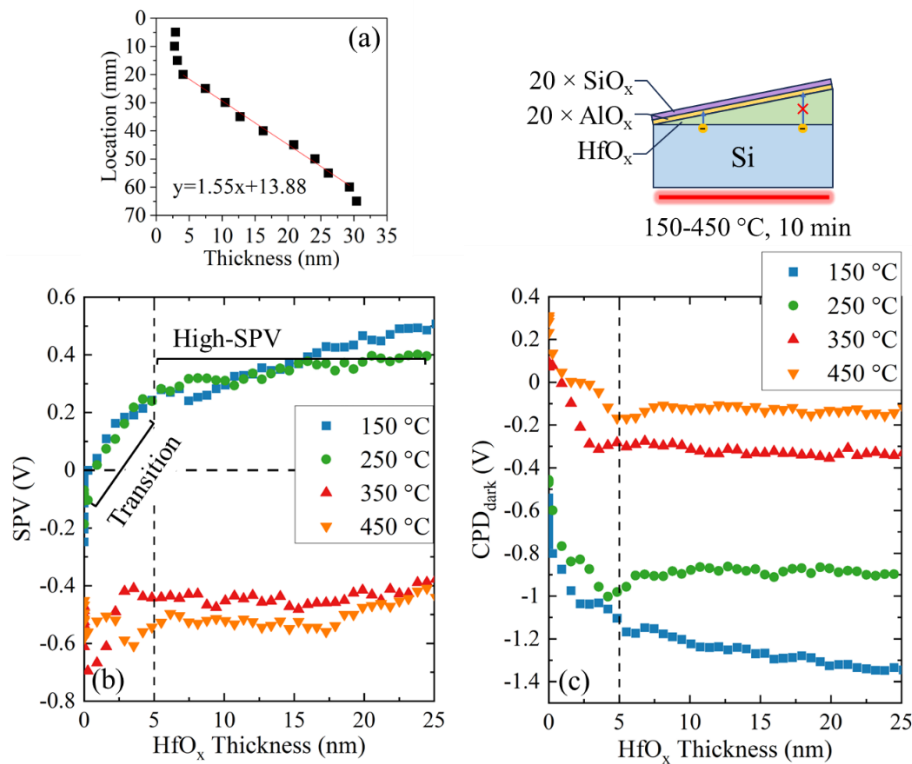 (a)
Location (mm)
0
10
20
30
40
50
60
70
y=1.55x+13.88
0 5 10 15 20 25 30 35
Thickness (nm)
20 × SiOₓ
20 × AlOₓ
HfOₓ
Si
150-450 °C, 10 min
SPV (V)
0.6
0.4
0.2
0
-0.2
-0.4
-0.6
-0.8
High-SPV
Transition
150 °C
250 °C
350 °C
450 °C
(b)
0 5 10 15 20 25
HfOₓ Thickness (nm)
150 °C
250 °C
350 °C
450 °C
CPD_dark (V)
0.4
0.2
0
-0.2
-0.4
-0.6
-0.8
-1
-1.2
-1.4
(c)
0 5 10 15 20 25
HfOₓ Thickness (nm)